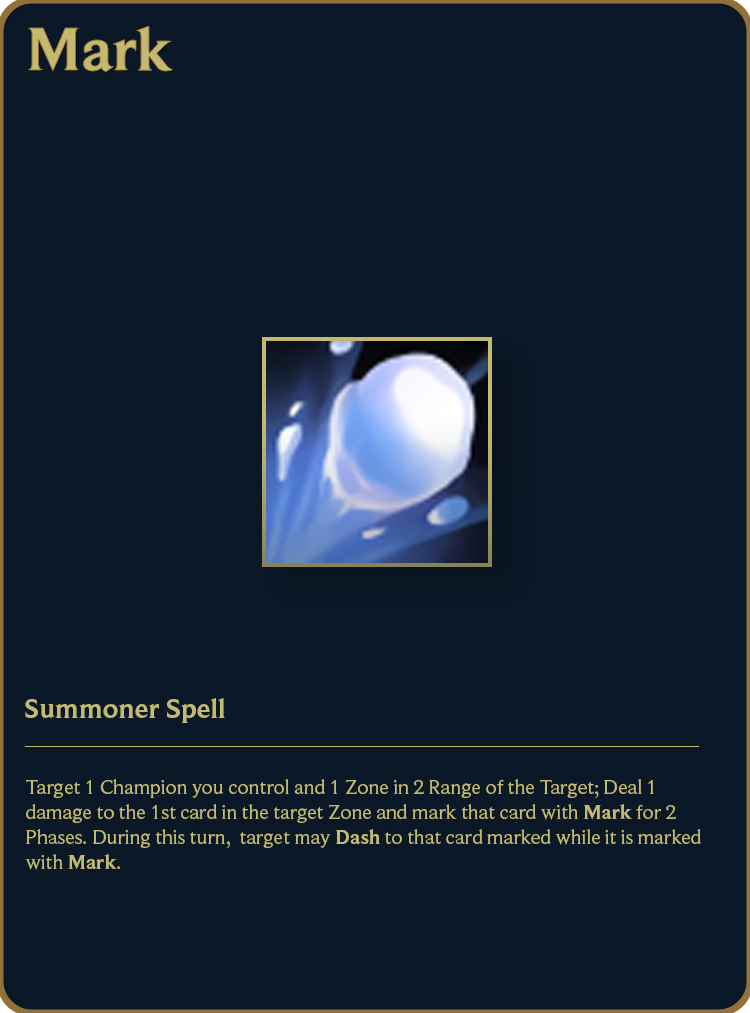 Mark
Summoner Spell
Target 1 Champion you control and 1 Zone in 2 Range of the Target; Deal 1
damage to the 1st card in the target Zone and mark that card with Mark for 2
Phases. During this turn,  target may Dash to that card marked while it is marked
with Mark.